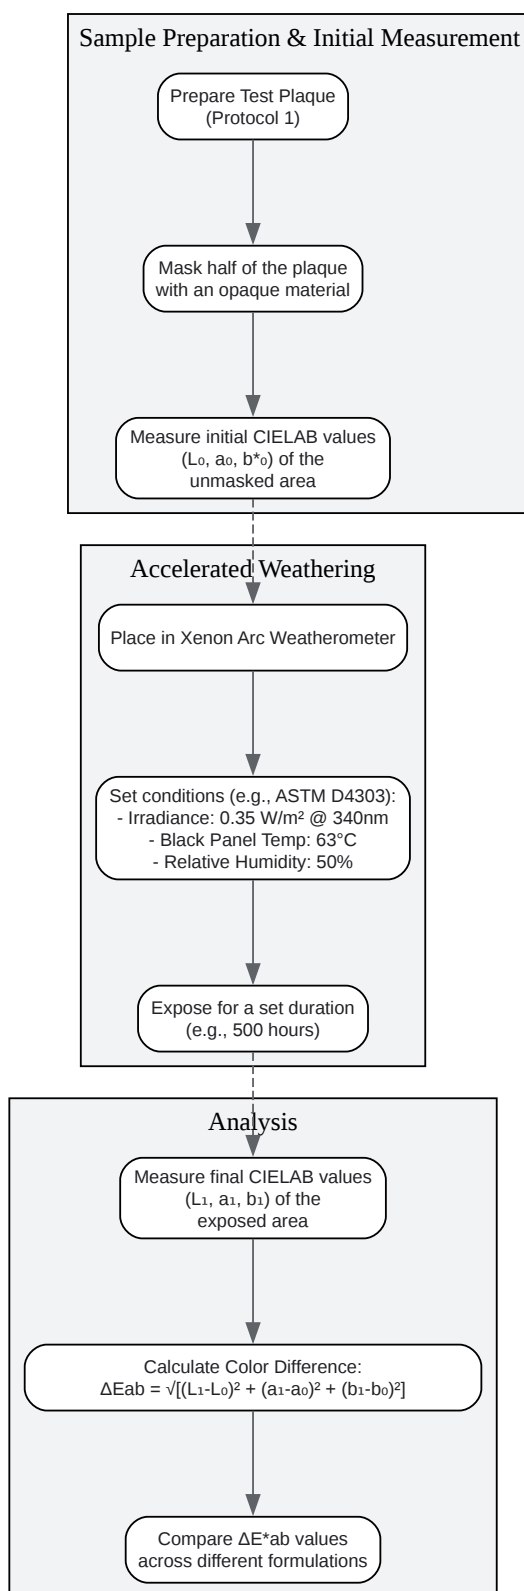 Sample Preparation & Initial Measurement
Prepare Test Plaque
(Protocol 1)
Mask half of the plaque
with an opaque material
Measure initial CIELAB values
(L₀, a₀, b*₀) of the
unmasked area
Accelerated Weathering
Place in Xenon Arc Weatherometer
Set conditions (e.g., ASTM D4303):
- Irradiance: 0.35 W/m² @ 340nm
- Black Panel Temp: 63°C
- Relative Humidity: 50%
Expose for a set duration
(e.g., 500 hours)
Analysis
Measure final CIELAB values
(L₁, a₁, b₁) of the
exposed area
Calculate Color Difference:
ΔEab = √[(L₁-L₀)² + (a₁-a₀)² + (b₁-b₀)²]
Compare ΔE*ab values
across different formulations